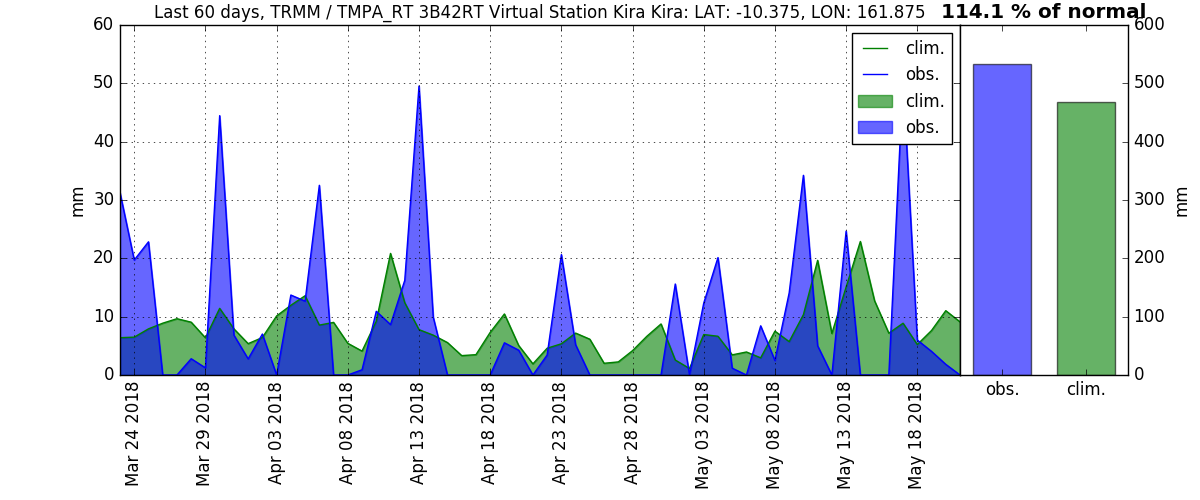 Last 60 days, TRMM / TMPA_RT 3B42RT Virtual Station Kira Kira: LAT: -10.375, LON: 161.875 114.1 % of normal
60
50
40
30
20
10
0
mm
clim.
obs.
clim.
obs.
600
500
400
300
200
100
0
mm
Mar 24 2018
Mar 29 2018
Apr 03 2018
Apr 08 2018
Apr 13 2018
Apr 18 2018
Apr 23 2018
Apr 28 2018
May 03 2018
May 08 2018
May 13 2018
May 18 2018
obs.
clim.